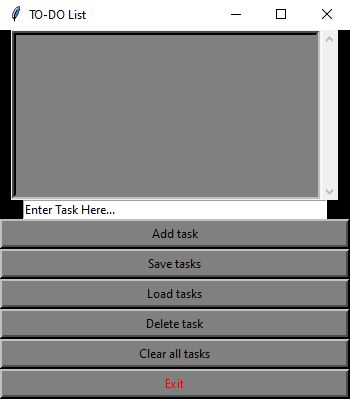 TO-DO List
Enter Task Here...
Add task
Save tasks
Load tasks
Delete task
Clear all tasks
Exit